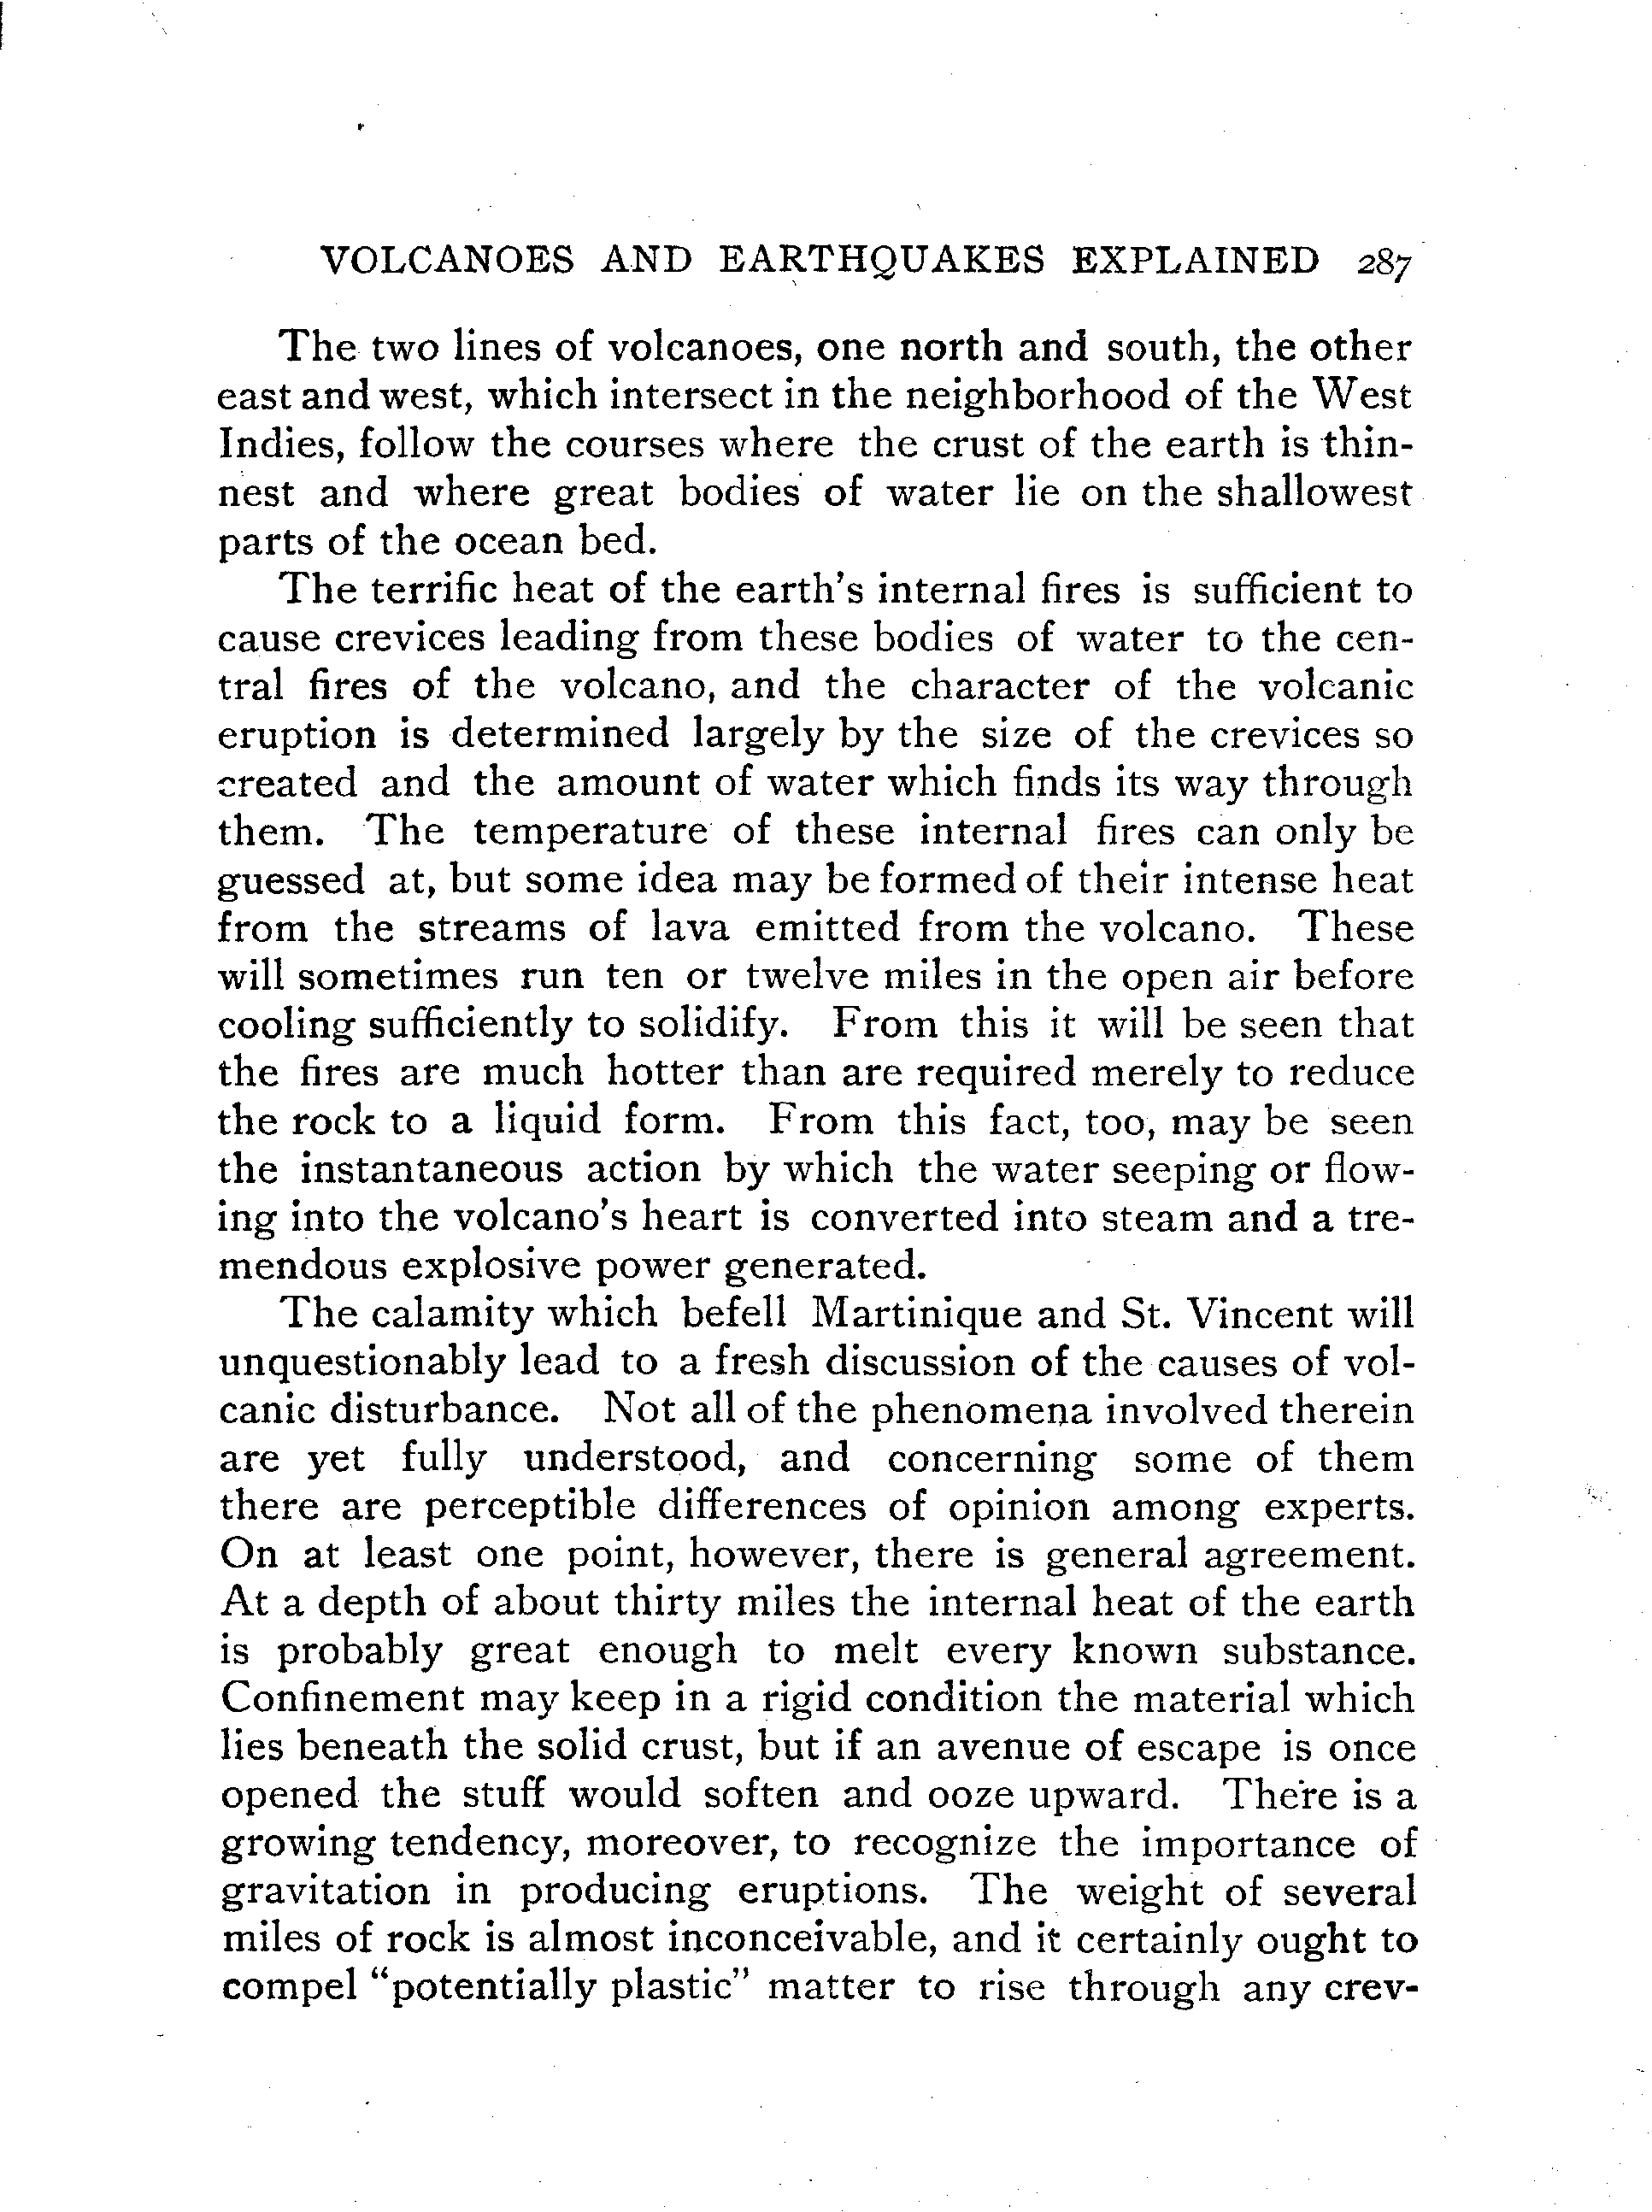 VOLCANOES AND EARTHQUAKES EXPLAINED 287
The two lines of volcanoes, one north and south, the other
east and west, which intersect in the neighborhood of the West
Indies, follow the courses where the crust of the earth is thin-
nest and where great bodies of water lie on the shallowest
parts of the ocean bed.
The terrific heat of the earth's internal fires is sufficient to
cause crevices leading from these bodies of water to the cen-
tral fires of the volcano, and the character of the volcanic
eruption is determined largely by the size of the crevices so
created and the amount of water which finds its way through
them. The temperature of these internal fires can only be
guessed at, but some idea may be formed of their intense heat
from the streams of lava emitted from the volcano. These
will sometimes run ten or twelve miles in the open air before
cooling sufficiently to solidify. From this it will be seen that
the fires are much hotter than are required merely to reduce
the rock to a liquid form. From this fact, too, may be seen
the instantaneous action by which the water seeping or flow-
ing into the volcano's heart is converted into steam and a tre-
mendous explosive power generated.
The calamity which befell Martinique and St. Vincent will
unquestionably lead to a fresh discussion of the causes of vol-
canic disturbance. Not all of the phenomena involved therein
are yet fully understood, and concerning some of them
there are perceptible differences of opinion among experts.
On at least one point, however, there is general agreement.
At a depth of about thirty miles the internal heat of the earth
is probably great enough to melt every known substance.
Confinement may keep in a rigid condition the material which
lies beneath the solid crust, but if an avenue of escape is once
opened the stuff would soften and ooze upward. There is a
growing tendency, moreover, to recognize the importance of
gravitation in producing eruptions. The weight of several
miles of rock is almost inconceivable, and it certainly ought to
compel "potentially plastic" matter to rise through any crev-